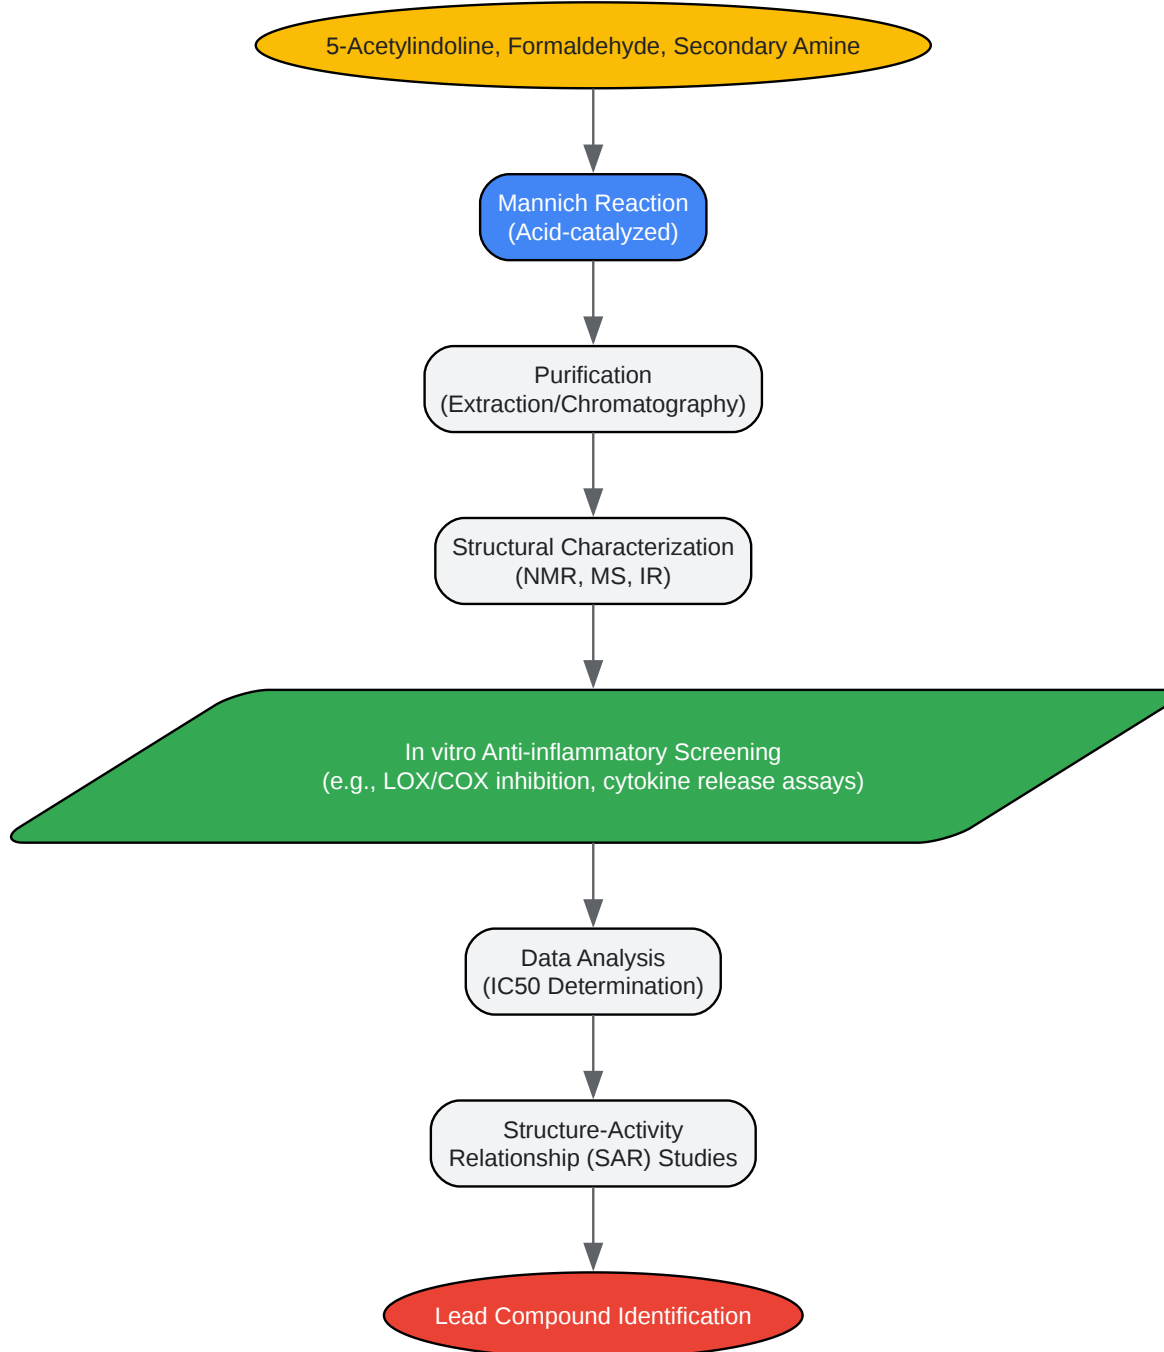 5-Acetylindoline, Formaldehyde, Secondary Amine
Mannich Reaction
(Acid-catalyzed)
Purification
(Extraction/Chromatography)
Structural Characterization
(NMR, MS, IR)
In vitro Anti-inflammatory Screening
(e.g., LOX/COX inhibition, cytokine release assays)
Data Analysis
(IC50 Determination)
Structure-Activity
Relationship (SAR) Studies
Lead Compound Identification